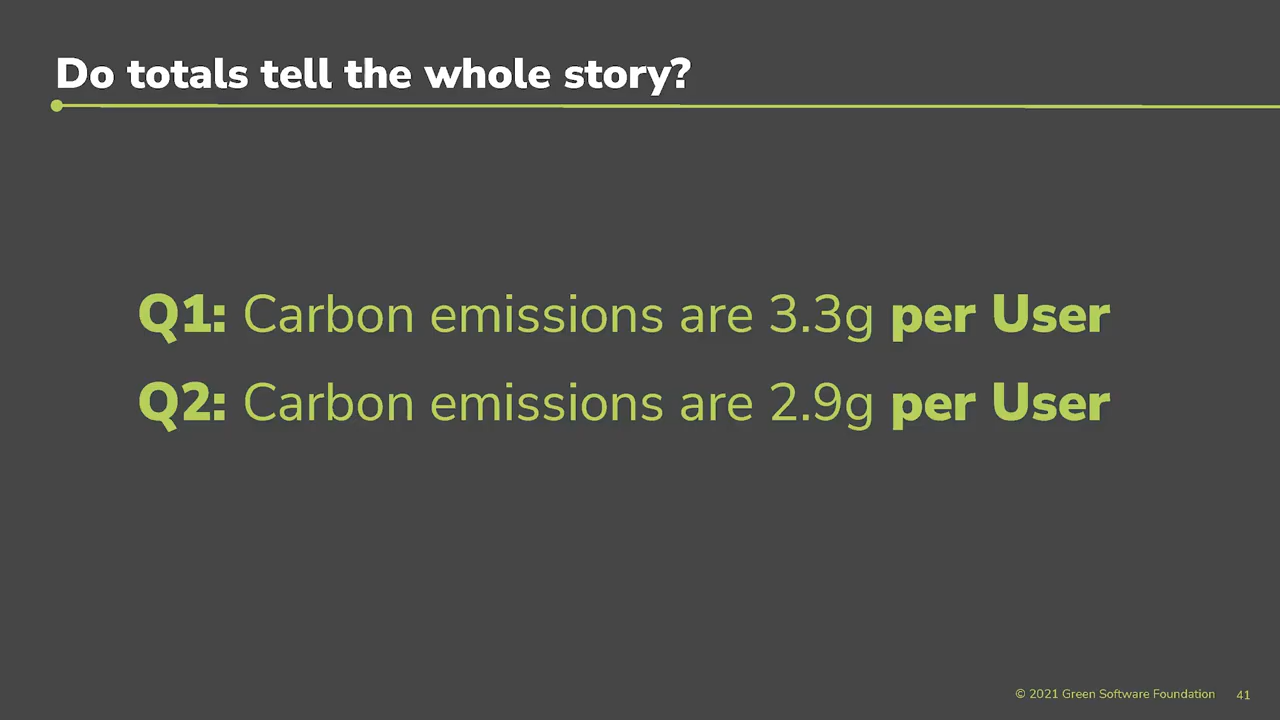 Do totals tell the whole story?
Q1: Carbon emissions are 3.3g per User
Q2: Carbon emissions are 2.9g per User
© 2021 Green Software Foundation 41